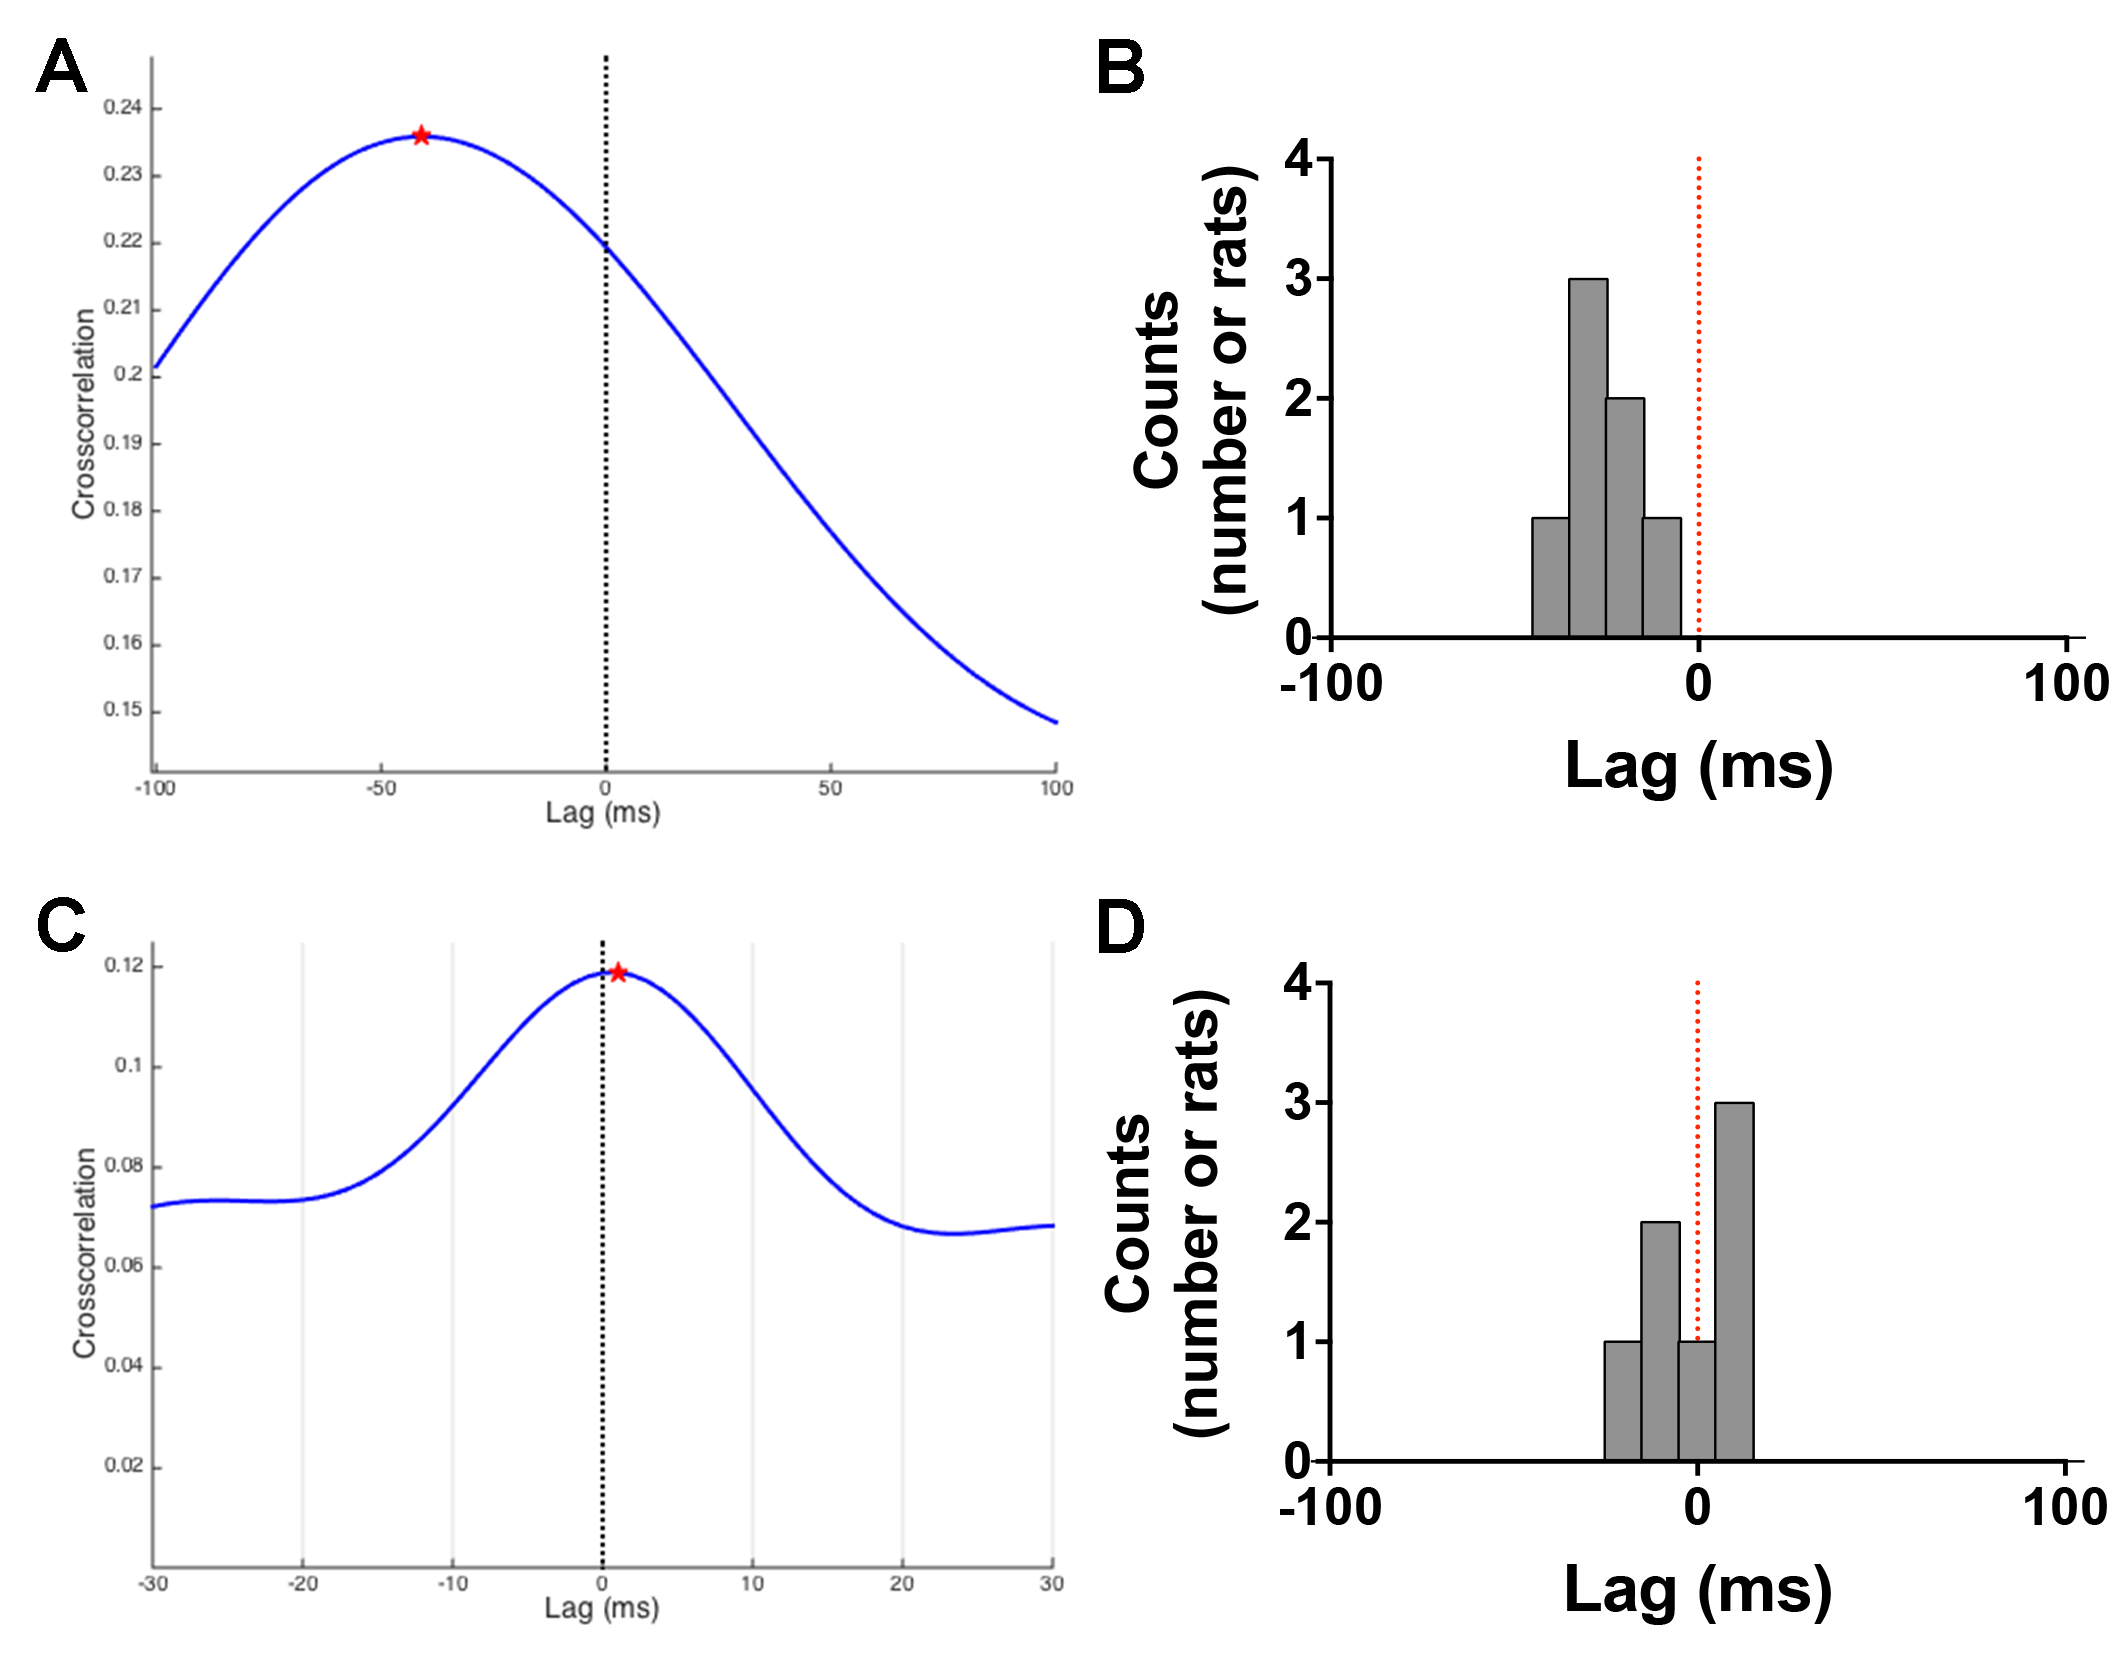 A
0.24
0.23
0.22
0.21
0.2
0.19
0.18
0.17
0.16
0.15
Crosscorrelation
-100 -50 0 50 100
Lag (ms)
B
4
3
2
1
0
Counts
(number or rats)
-100 0 100
Lag (ms)
C
0.12
0.1
0.08
0.06
0.04
0.02
Crosscorrelation
-30 -20 -10 0 10 20 30
Lag (ms)
D
4
3
2
1
0
Counts
(number or rats)
-100 0 100
Lag (ms)